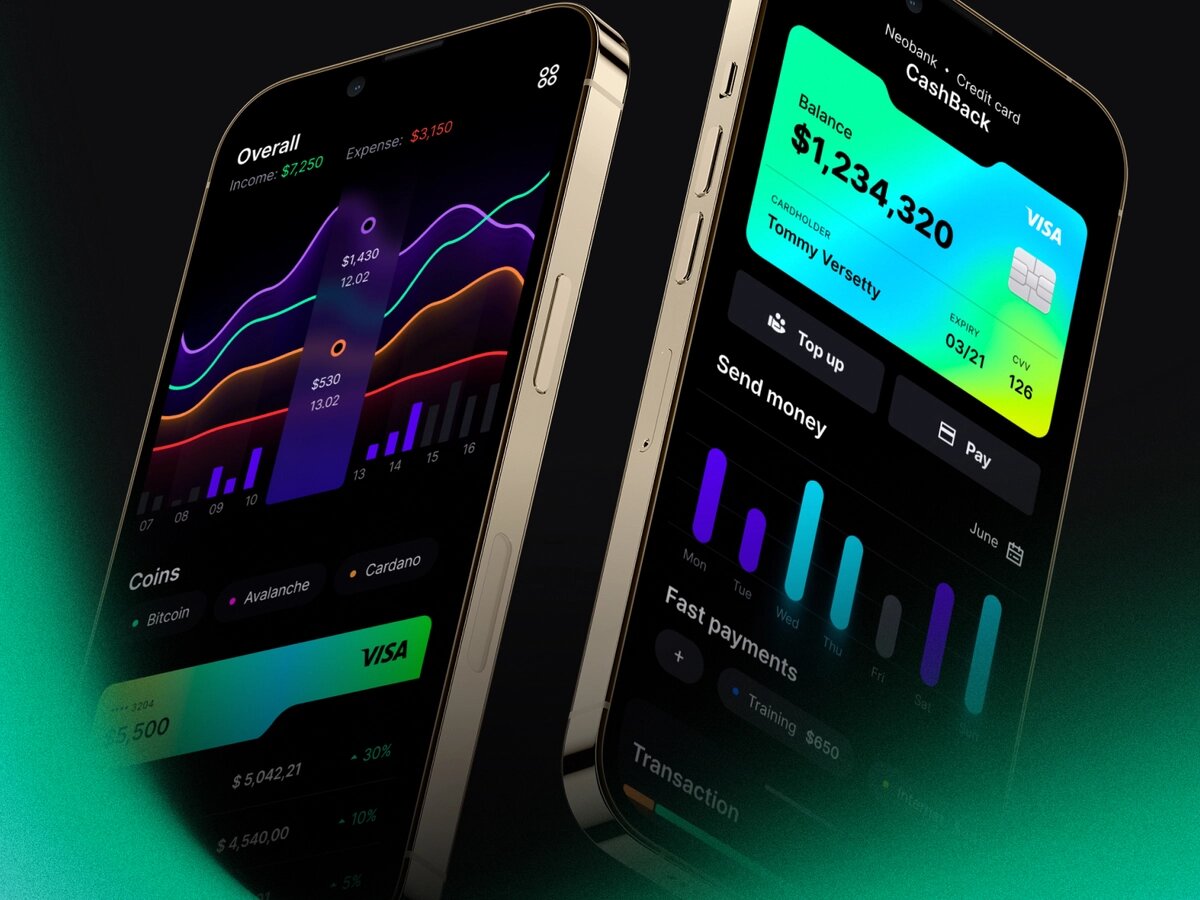 Overall
Income: $7,250 Expense: $3,150
$1,430
12.02
$530
13.02
07 08 09 10 13 14 15 16
Coins
Bitcoin Avalanche Cardano
VISA
**** 3204
$5,500
$ 5,042,21 30%
$ 4,540,00 10%
5%
Neobank • Credit card
CashBack
Balance
$1,234,320
VISA
CARDHOLDER
Tommy Versetty
EXPIRY
03/21
CVV
126
Top up
Pay
Send money
June
Mon Tue Wed Thu Fri Sat Sun
Fast payments
+ Training $650
Transaction